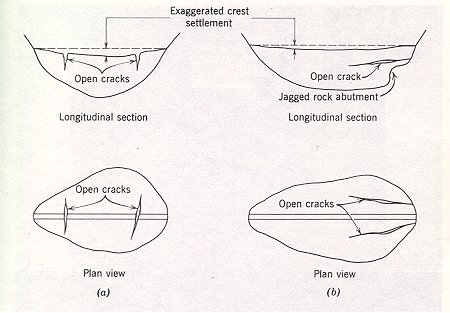 Exaggerated crest
settlement
Open cracks
Open crack
Jagged rock abutment
Longitudinal section
Longitudinal section
Open cracks
Open cracks
Plan view
Plan view
(a)
(b)